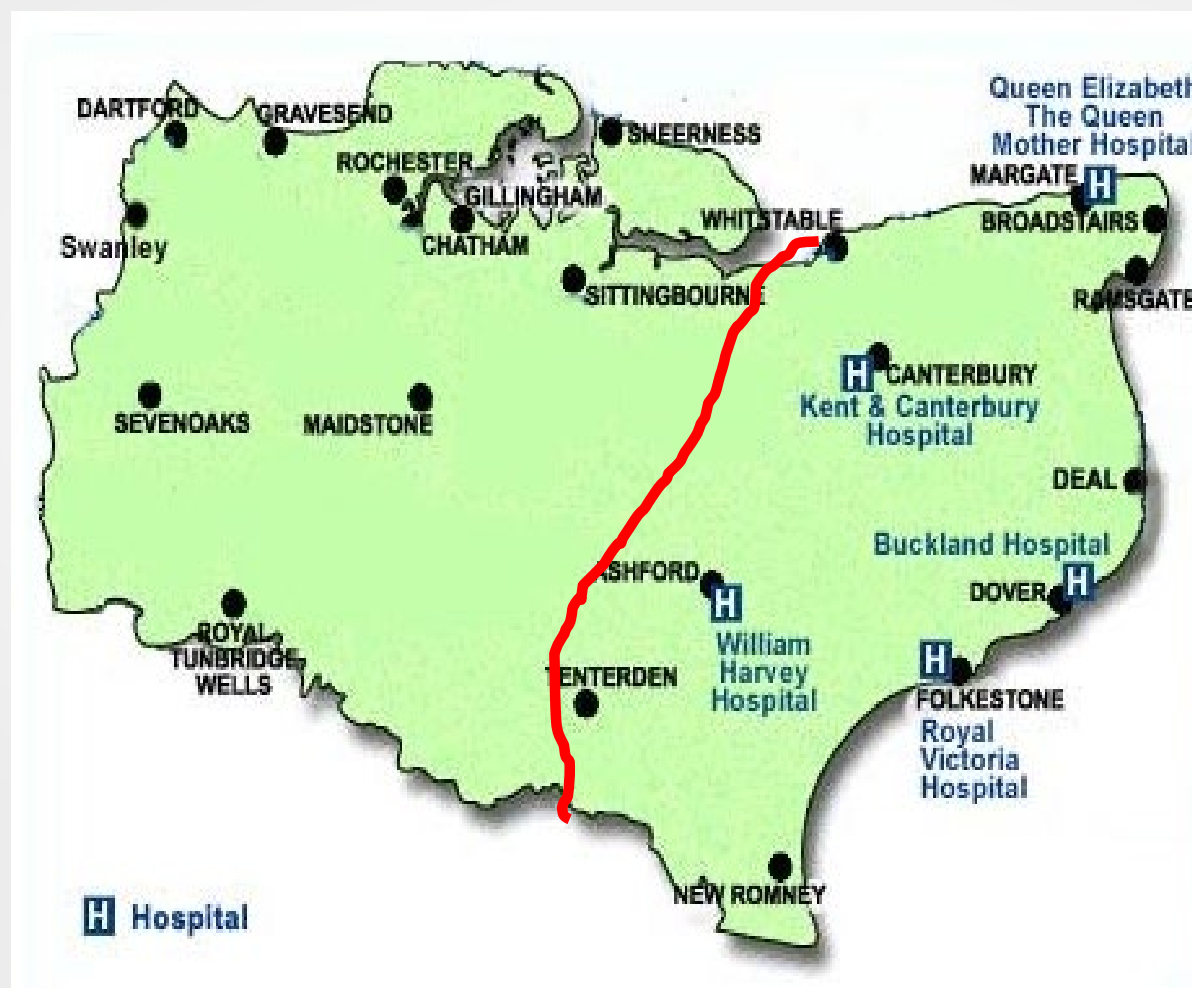 Queen Elizabeth
The Queen
Mother Hospital
DARTFORD
GRAVESEND
SHEERNESS
ROCHESTER
MARGATE
H
GILLINGHAM
WHITSTABLE
BROADSTAIRS
Swanley
CHATHAM
SITTINGBOURNE
RAMSGATE
H
CANTERBURY
Kent & Canterbury
Hospital
SEVENOAKS
MAIDSTONE
DEAL
Buckland Hospital
ASHFORD
H
DOVER
H
William
Harvey
Hospital
ROYAL
TUNBRIDGE
WELLS
TENTERDEN
H
FOLKESTONE
Royal
Victoria
Hospital
NEW ROMNEY
H Hospital